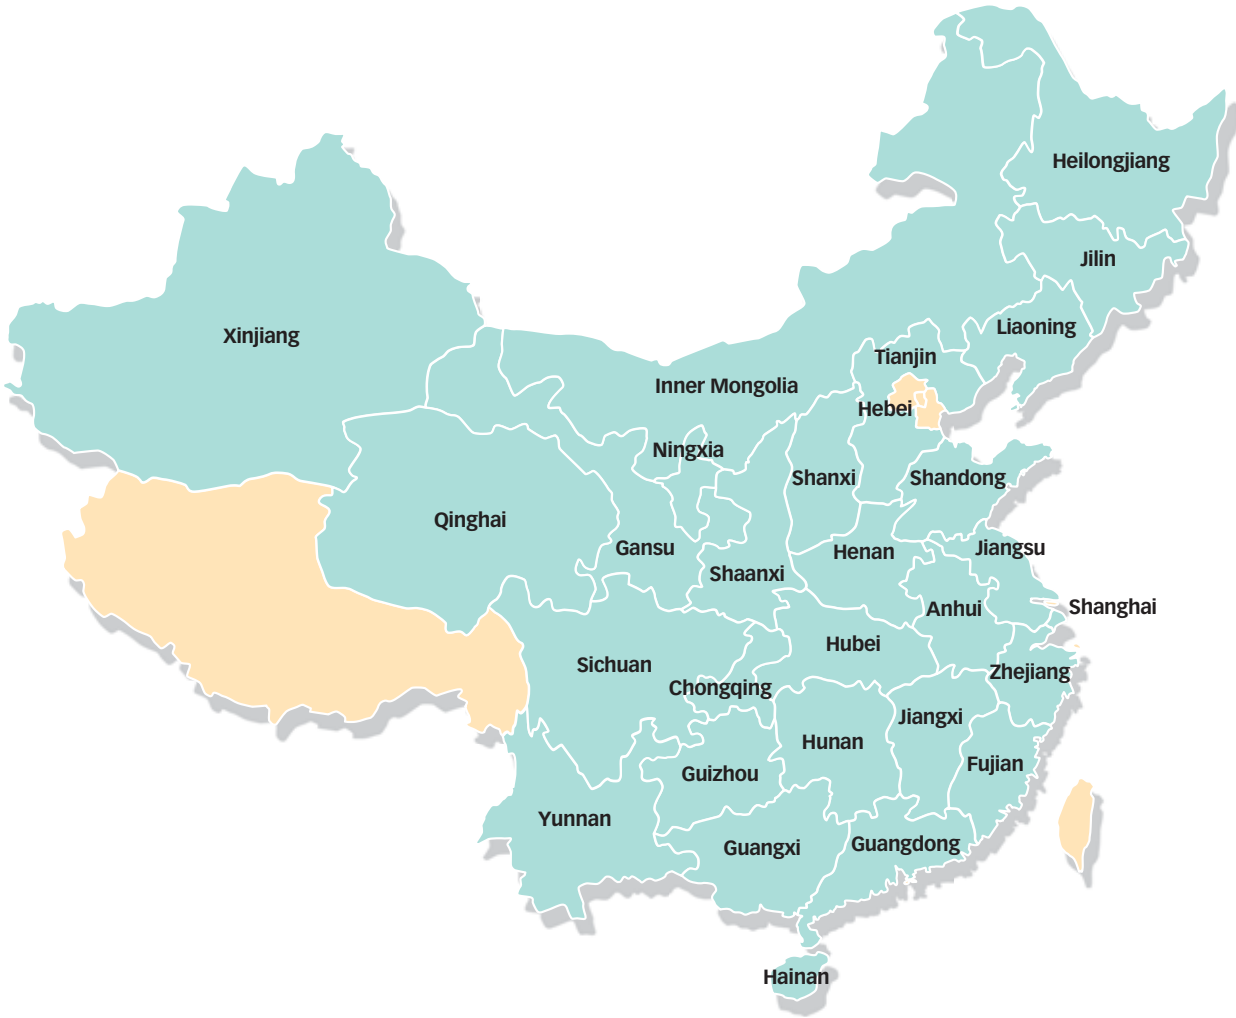 Heilongjiang
Jilin
Liaoning
Xinjiang
Tianjin
Inner Mongolia
Hebei
Ningxia
Shanxi
Shandong
Qinghai
Gansu
Henan
Jiangsu
Shaanxi
Anhui
Shanghai
Hubei
Sichuan
Zhejiang
Chongqing
Jiangxi
Hunan
Fujian
Guizhou
Yunnan
Guangxi
Guangdong
Hainan